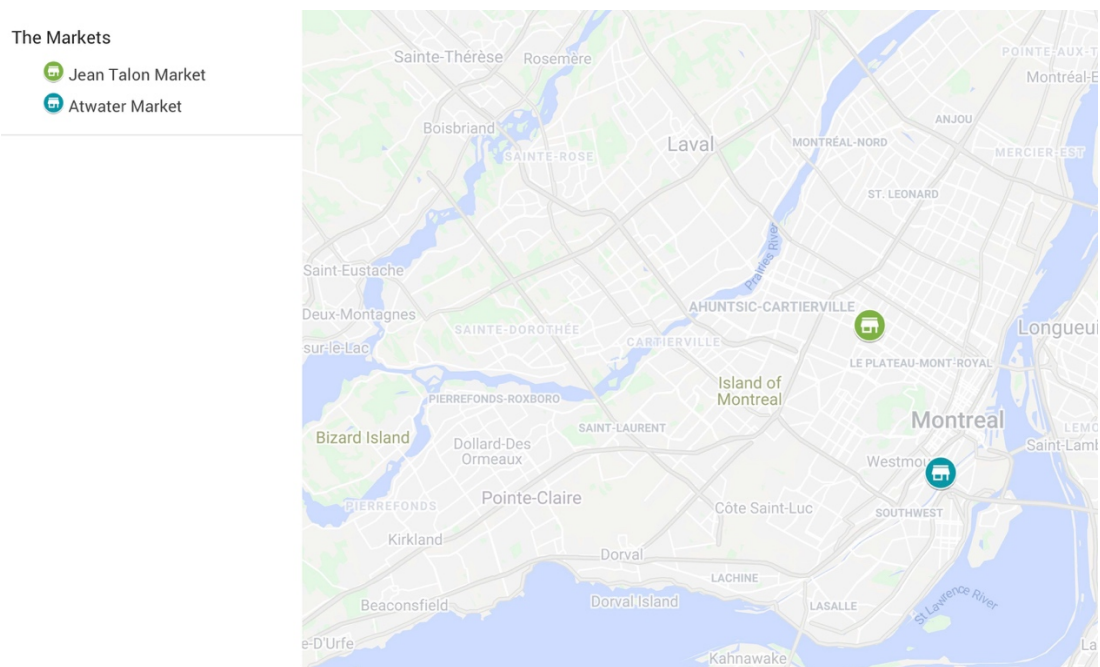 The Markets
Jean Talon Market
Atwater Market
Sainte-Thérèse
Rosemère
POINTE-AUX-T
Montréal-E
Boisbriand
ANJOU
Laval
MONTRÉAL-NORD
SAINTE-ROSE
MERCIER-EST
ST. LEONARD
Prairies River
Saint-Eustache
AHUNTSIC-CARTIERVILLE
Deux-Montagnes
SAINTE-DOROTHÉE
Longueui
CARTIERVILLE
sur-le-Lac
LE PLATEAU-MONT-ROYAL
Island of
Montreal
PIERREFONDS-ROXBORO
Montreal
SAINT-LAURENT
LEMO
Bizard Island
Dollard-Des
Ormeaux
Saint-Lamb
Westmou
Pointe-Claire
PIERREFONDS
Côte Saint-Luc
SOUTHWEST
Kirkland
Dorval
LACHINE
Beaconsfield
Dorval Island
LASALLE
St Lawrence River
e-D'Urfe
La
Kahnawake